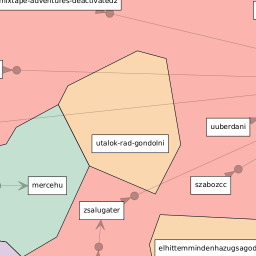 mixtape-adventures-deactivated2
uuberdani
utalok-rad-gondolni
mercehu
szabozcc
zsalugater
elhittemmindenhazugsagod